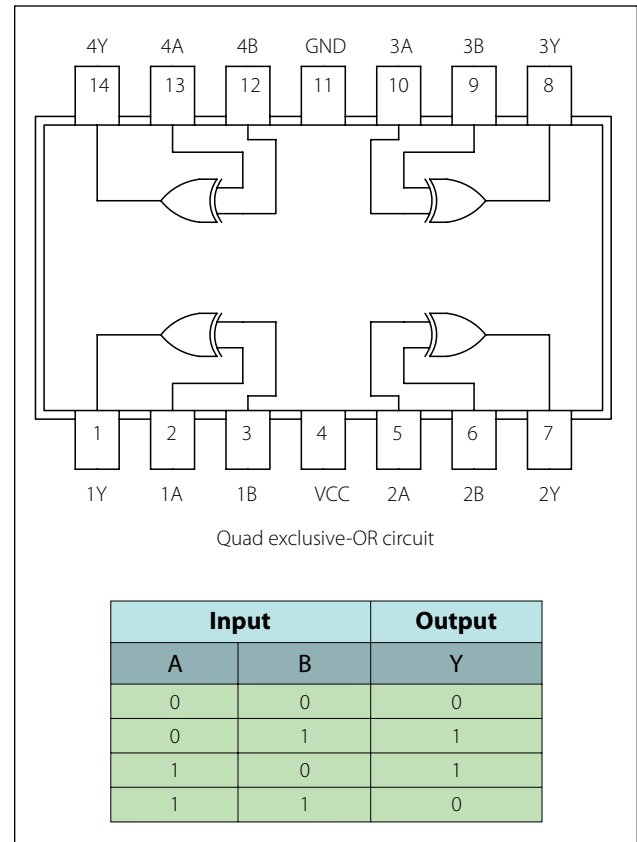 4Y 4A 4B GND 3A 3B 3Y
14 13 12 11 10 9 8
1 2 3 4 5 6 7
1Y 1A 1B VCC 2A 2B 2Y
Quad exclusive-OR circuit
Input Output
A B Y
0 0 0
0 1 1
1 0 1
1 1 0